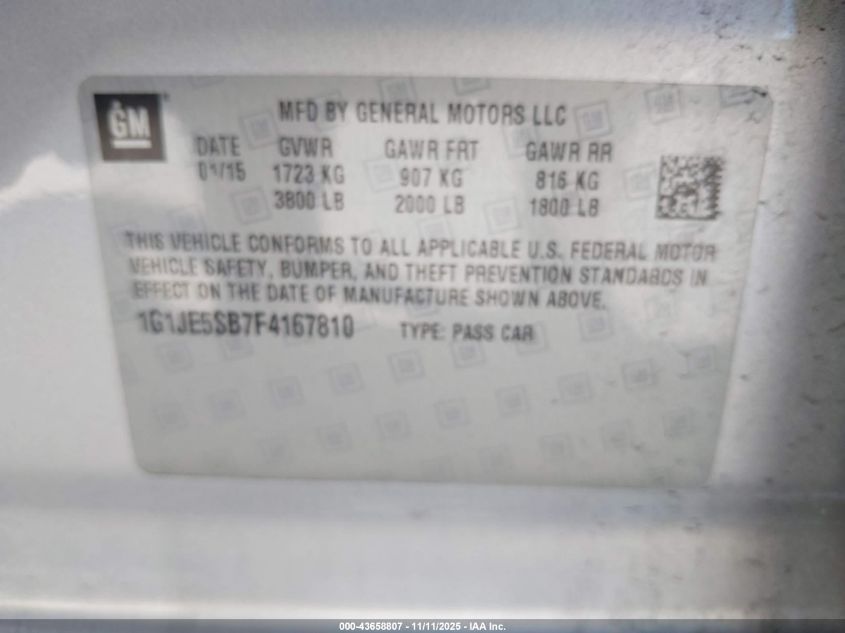 GM
MFD BY GENERAL MOTORS LLC
DATE GVWR GAWR FRT GAWR RR
01/15 1723 KG 907 KG 816 KG
3800 LB 2000 LB 1800 LB
THIS VEHICLE CONFORMS TO ALL APPLICABLE U.S. FEDERAL MOTOR
VEHICLE SAFETY, BUMPER, AND THEFT PREVENTION STANDARDS IN
EFFECT ON THE DATE OF MANUFACTURE SHOWN ABOVE.
1G1JE5SB7F4167810 TYPE: PASS CAR
000-43658807 - 11/11/2025 - IAA Inc.